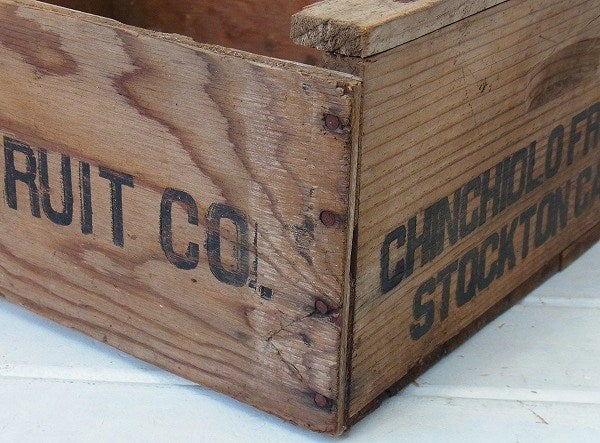 RUIT CO.
CHINCHIOLO FR
STOCKTON CA